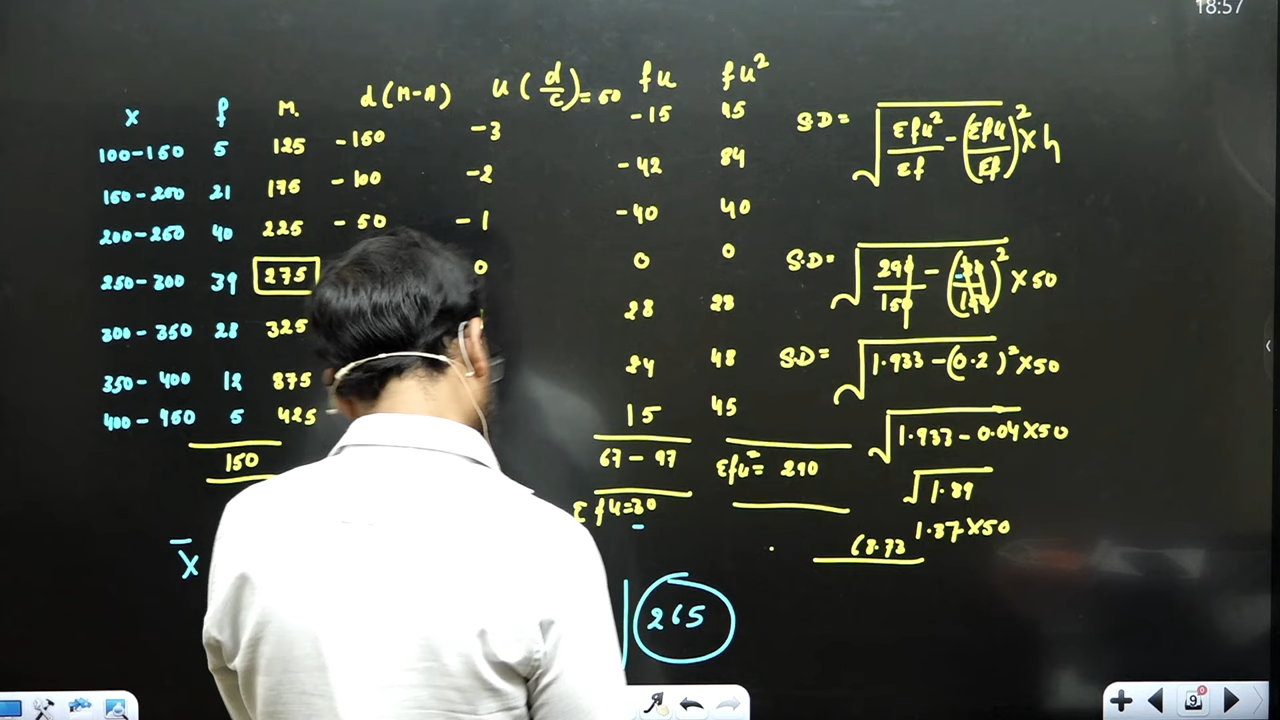 18:57
x f M. d (M-A) u (d/c) = 50 fu fu²
100-150 5 125 -150 -3 -15 45
150-200 21 175 -100 -2 -42 84
200-250 40 225 -50 -1 -40 40
250-300 39 275 0 0 0
300-350 28 325 28 28
350-400 12 375 24 48
400-450 5 425 15 45
150 67-97 Σfu² = 290
Σfu=30
-
SD = √(Σfu²/Σf - (Σfu/Σf)²) × h
S.D = √(290/150 - ( )²) × 50
SD = √1.933-(0.2)² × 50
√1.933-0.04 × 50
√1.89
1.37 × 50
68.73
X̄
265
9